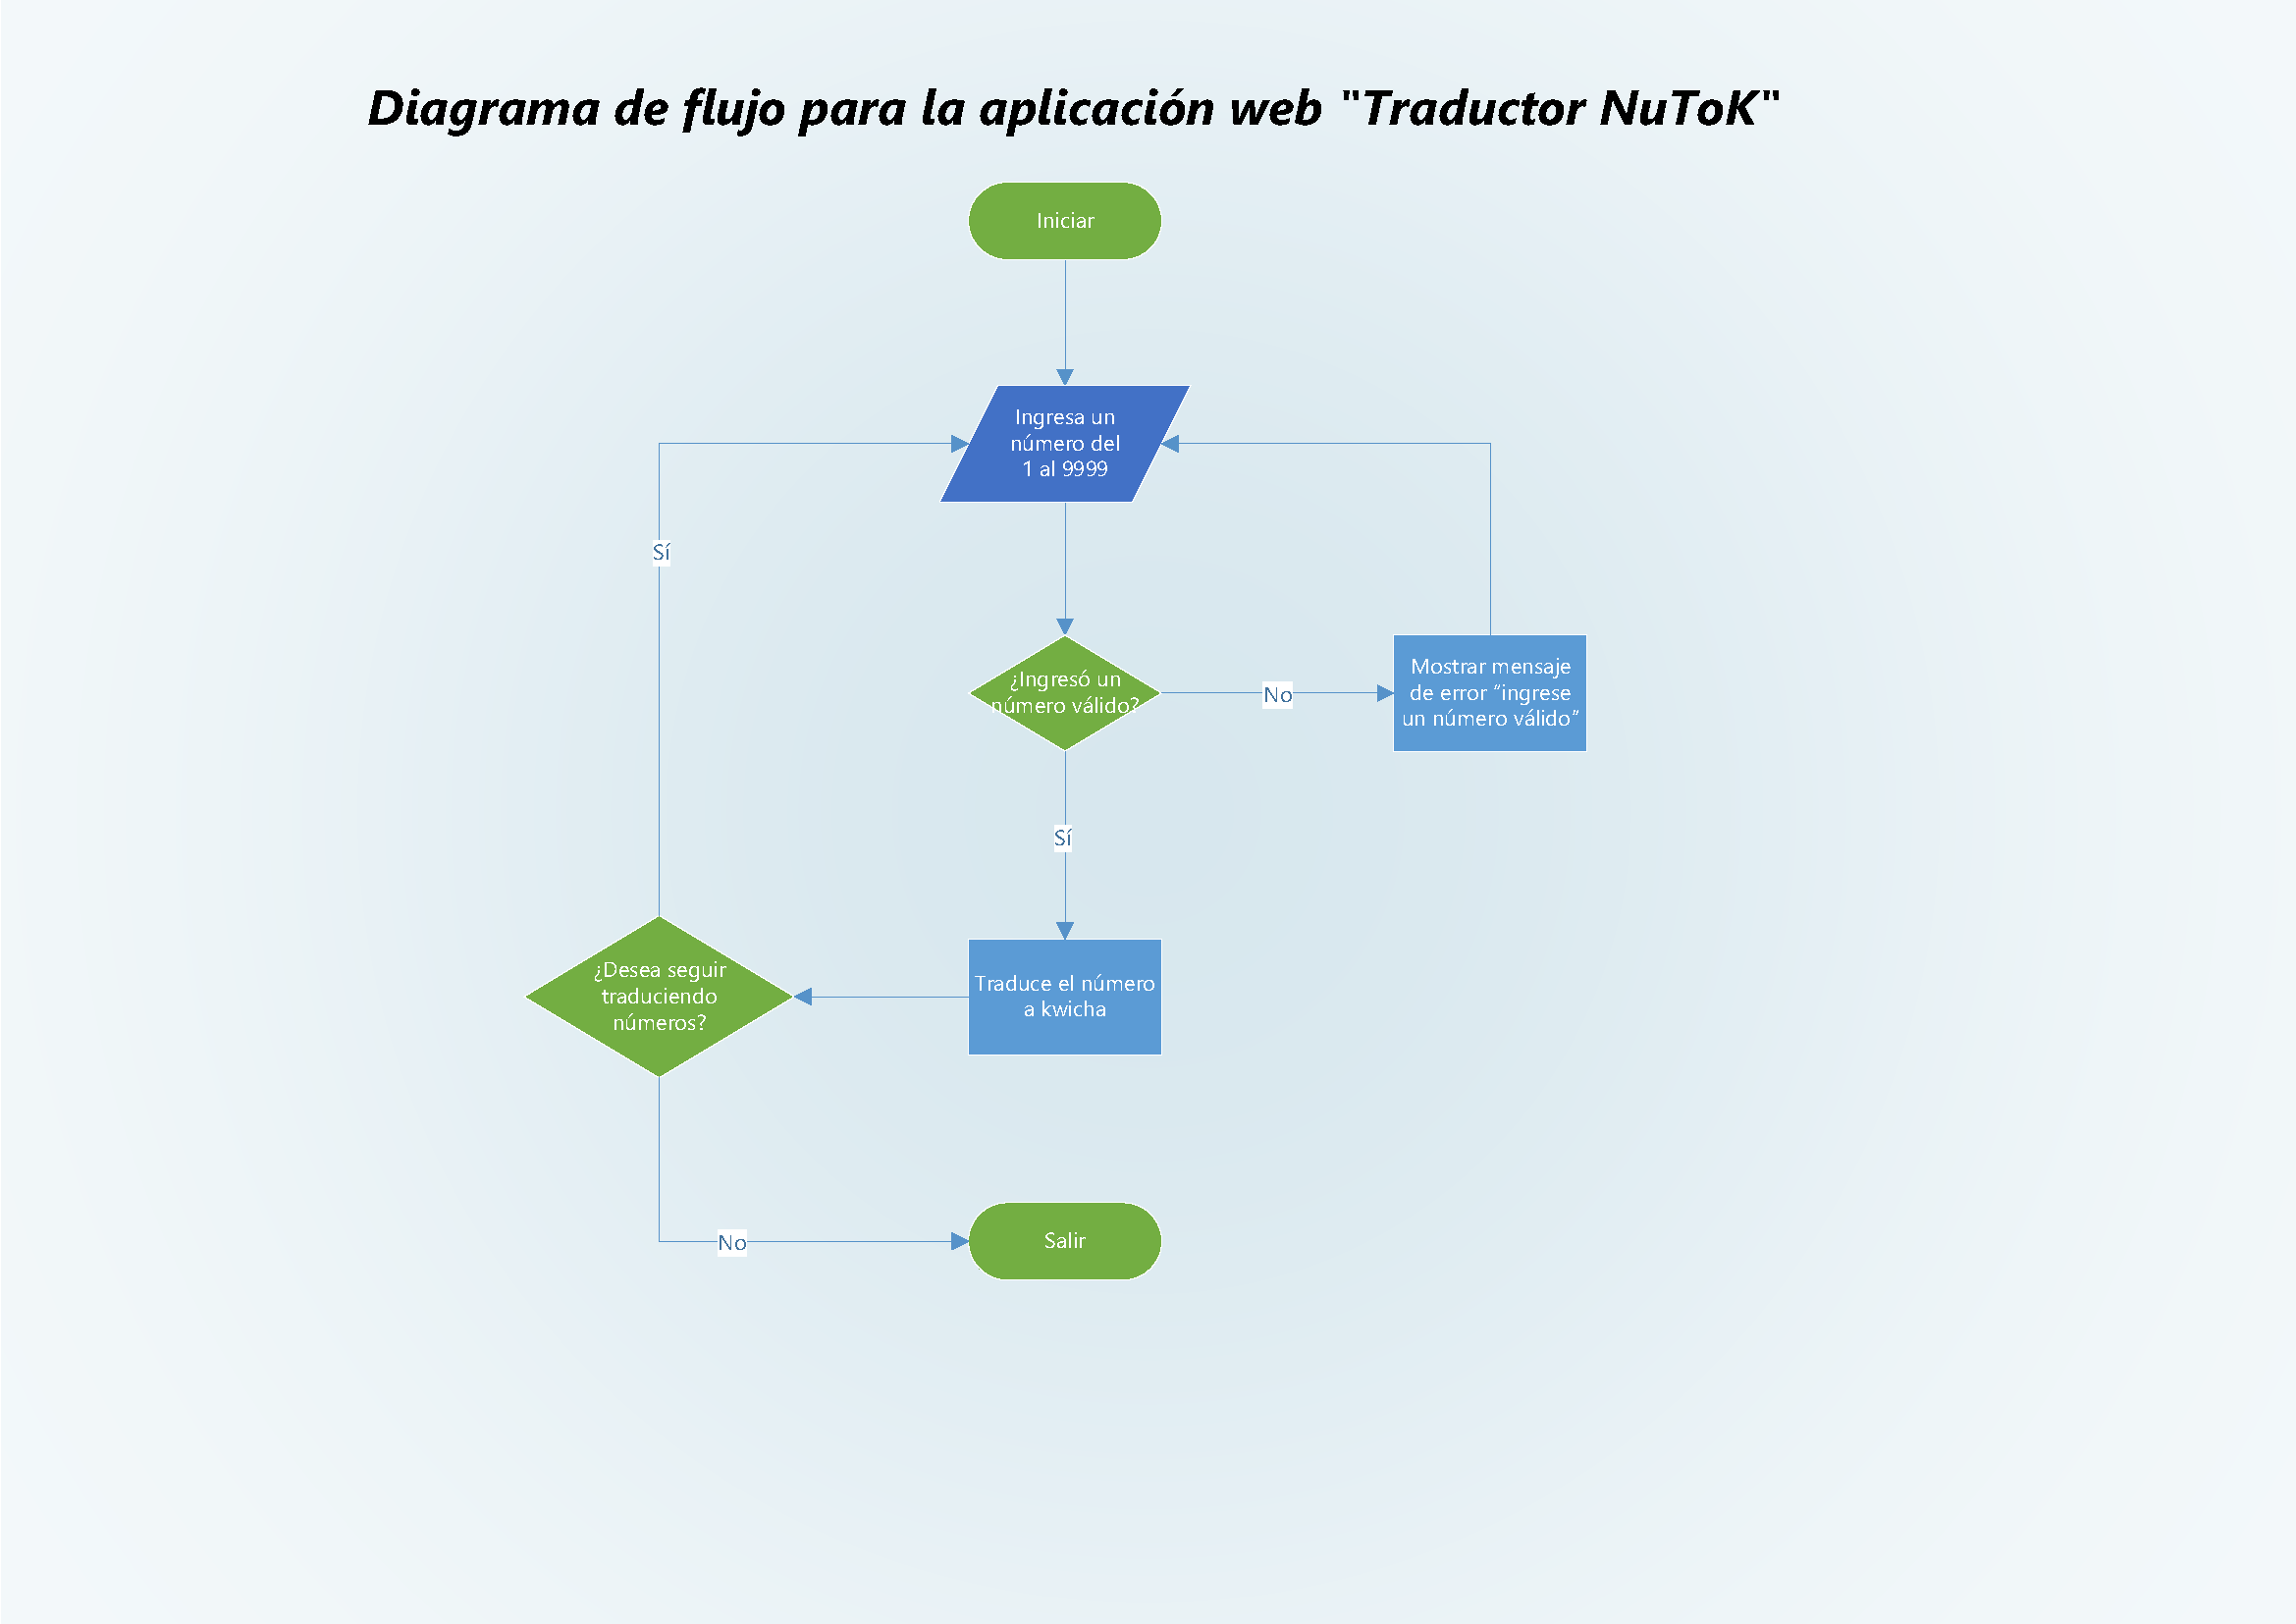 Diagrama de flujo para la aplicación web "Traductor NuToK"
Iniciar
Ingresa un
número del
1 al 9999
Sí
¿Ingresó un
número válido?
No
Mostrar mensaje
de error “ingrese
un número válido”
Sí
Traduce el número
a kwicha
¿Desea seguir
traduciendo
números?
No
Salir